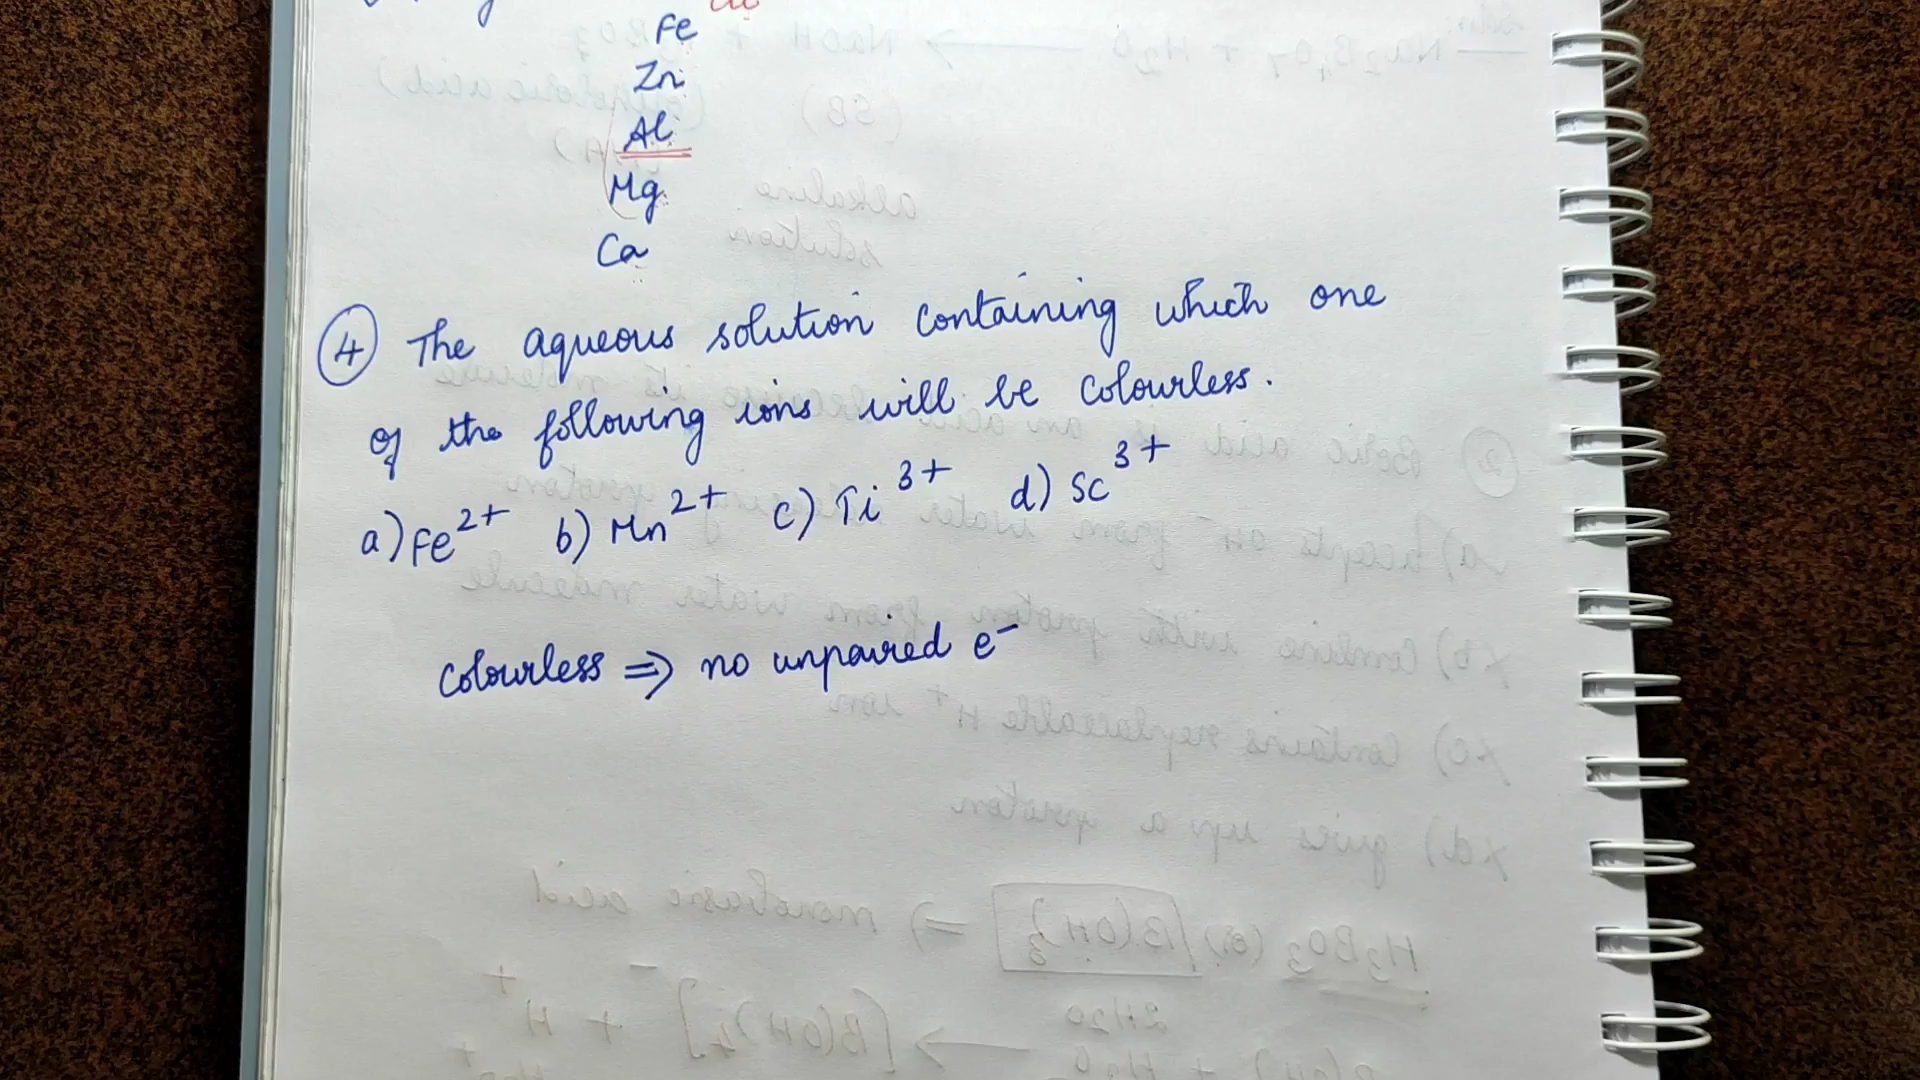 Fe
Zn
Al
Mg
Ca
4 The aqueous solution containing which one
of the following ions will be colourless.
a) Fe2+ b) Mn2+ c) Ti3+ d) Sc3+
colourless ⇒ no unpaired e⁻